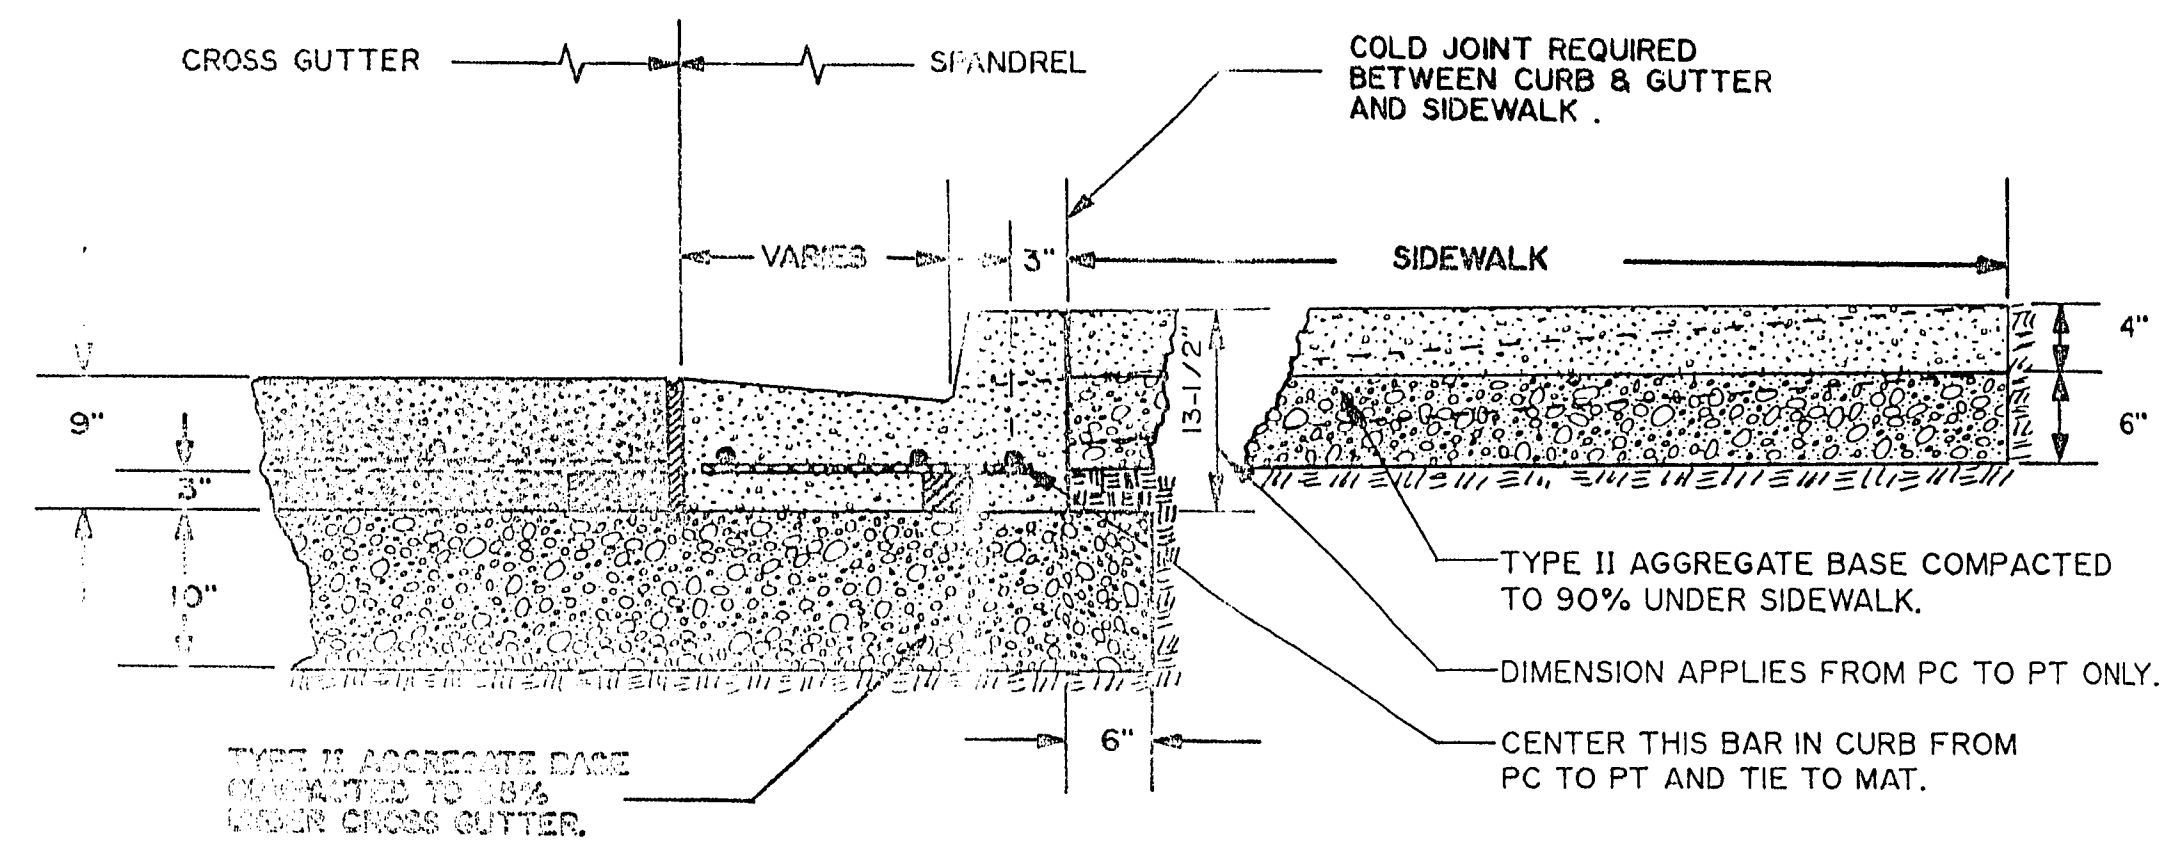 CROSS GUTTER
SPANDREL
COLD JOINT REQUIRED
BETWEEN CURB & GUTTER
AND SIDEWALK .
VARIES
3"
SIDEWALK
4"
13-1/2"
9"
6"
3"
10"
TYPE II AGGREGATE BASE COMPACTED
TO 90% UNDER SIDEWALK.
DIMENSION APPLIES FROM PC TO PT ONLY.
6"
CENTER THIS BAR IN CURB FROM
PC TO PT AND TIE TO MAT.
TYPE II AGGREGATE BASE
COMPACTED TO
UNDER CROSS GUTTER.